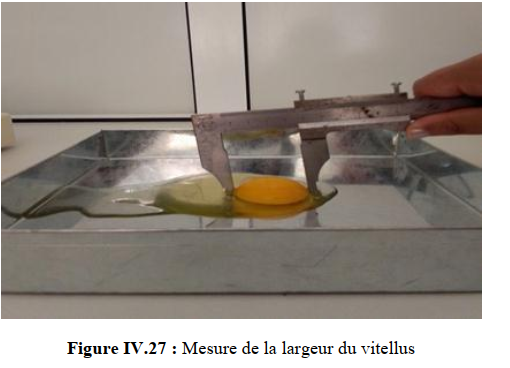 Figure IV.27 : Mesure de la largeur du vitellus